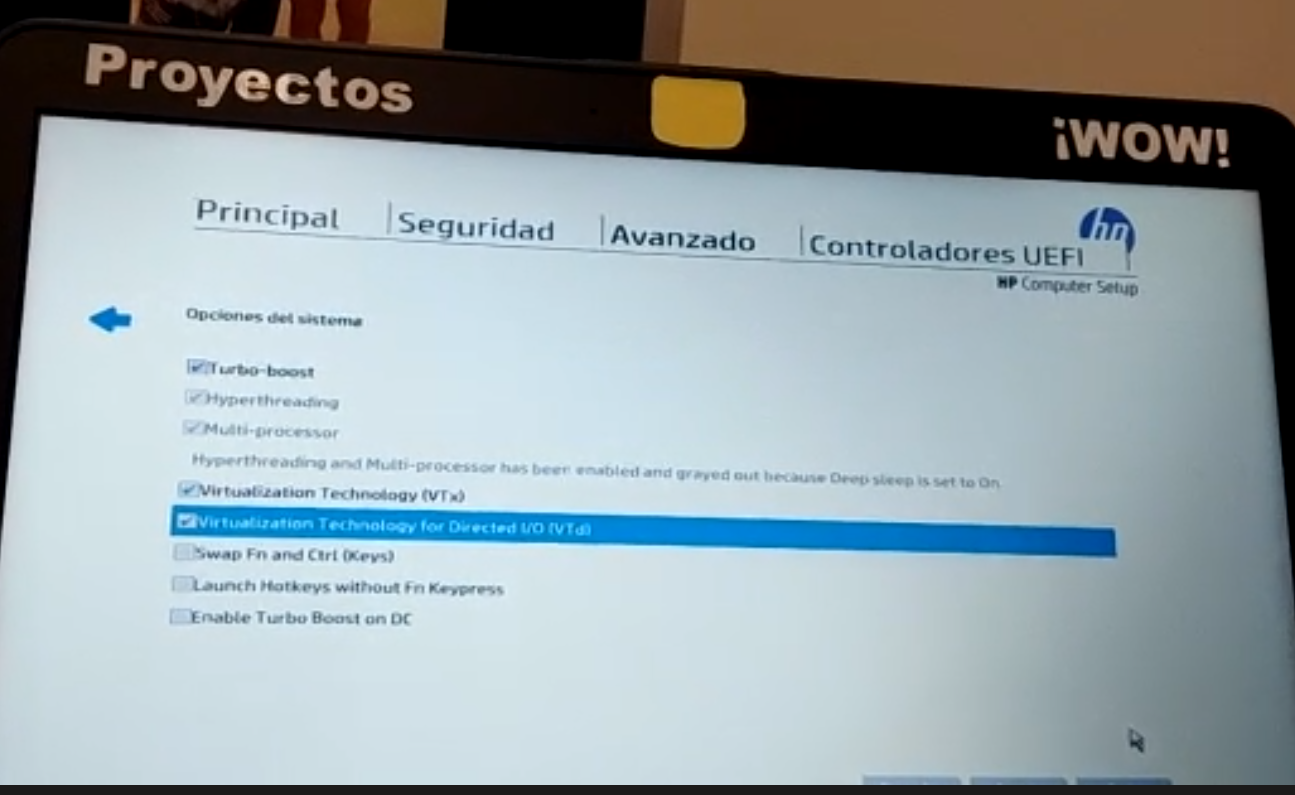 Proyectos
¡WOW!
Principal
Seguridad
Avanzado
Controladores UEFI
hp
HP Computer Setup
Opciones del sistema
Turbo-boost
Hyperthreading
Multi-processor
Hyperthreading and Multi-processor has been enabled and grayed out because Deep sleep is set to On
Virtualization Technology (VTx)
Virtualization Technology for Directed I/O (VTd)
Swap Fn and Ctrl (Keys)
Launch Hotkeys without Fn Keypress
Enable Turbo Boost on DC